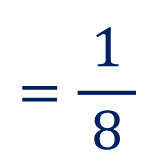 = 1/8